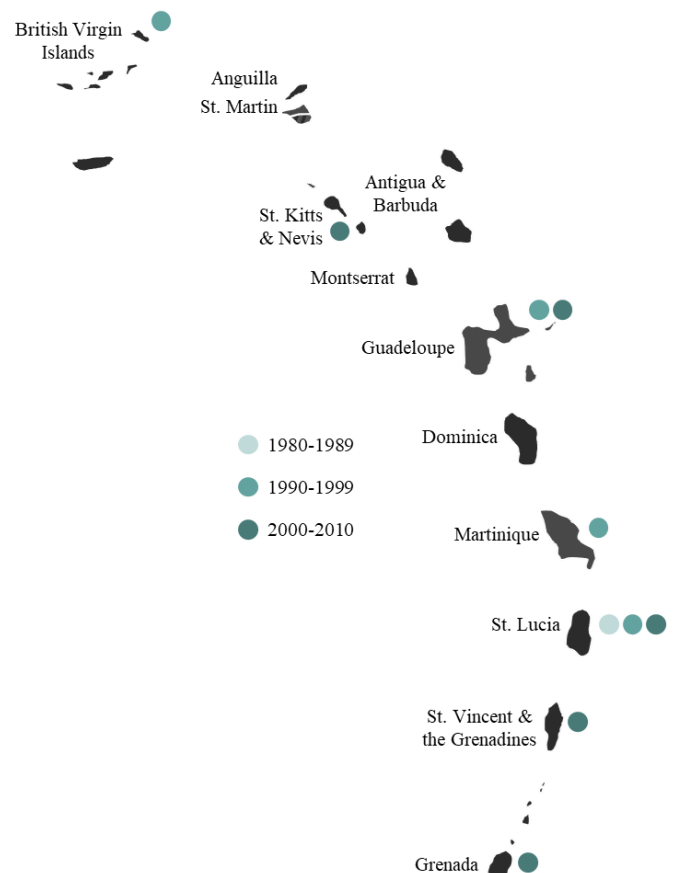 British Virgin
Islands
Anguilla
St. Martin
Antigua &
Barbuda
St. Kitts
& Nevis
Montserrat
Guadeloupe
Dominica
1980-1989
1990-1999
2000-2010
Martinique
St. Lucia
St. Vincent &
the Grenadines
Grenada